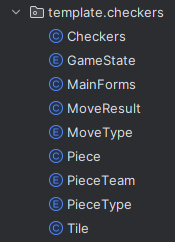 template.checkers
C Checkers
E GameState
C MainForms
C MoveResult
E MoveType
C Piece
E PieceTeam
E PieceType
C Tile